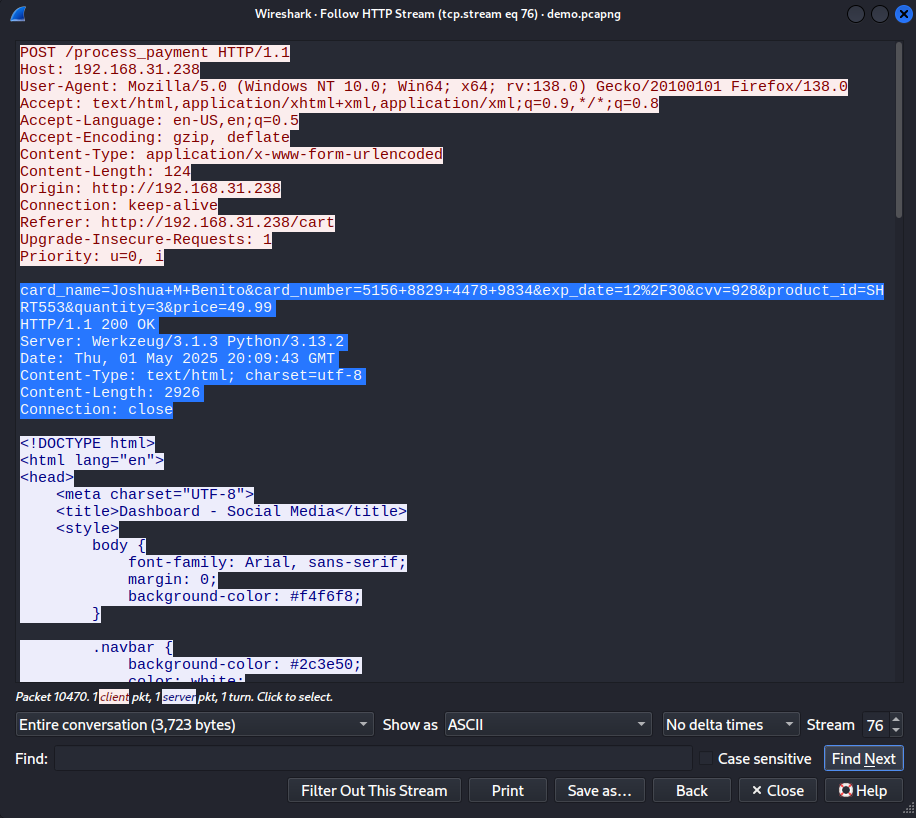 Wireshark · Follow HTTP Stream (tcp.stream eq 76) · demo.pcapng
POST /process_payment HTTP/1.1
Host: 192.168.31.238
User-Agent: Mozilla/5.0 (Windows NT 10.0; Win64; x64; rv:138.0) Gecko/20100101 Firefox/138.0
Accept: text/html,application/xhtml+xml,application/xml;q=0.9,*/*;q=0.8
Accept-Language: en-US,en;q=0.5
Accept-Encoding: gzip, deflate
Content-Type: application/x-www-form-urlencoded
Content-Length: 124
Origin: http://192.168.31.238
Connection: keep-alive
Referer: http://192.168.31.238/cart
Upgrade-Insecure-Requests: 1
Priority: u=0, i
card_name=Joshua+M+Benito&card_number=5156+8829+4478+9834&exp_date=12%2F30&cvv=928&product_id=SH
RT553&quantity=3&price=49.99
HTTP/1.1 200 OK
Server: Werkzeug/3.1.3 Python/3.13.2
Date: Thu, 01 May 2025 20:09:43 GMT
Content-Type: text/html; charset=utf-8
Content-Length: 2926
Connection: close
<!DOCTYPE html>
<html lang="en">
<head>
    <meta charset="UTF-8">
    <title>Dashboard - Social Media</title>
    <style>
        body {
            font-family: Arial, sans-serif;
            margin: 0;
            background-color: #f4f6f8;
        }
        .navbar {
            background-color: #2c3e50;
            color: white;
Packet 10470. 1 client pkt, 1 server pkt, 1 turn. Click to select.
Entire conversation (3,723 bytes) Show as ASCII No delta times Stream 76
Find: Case sensitive Find Next
Filter Out This Stream Print Save as… Back Close Help